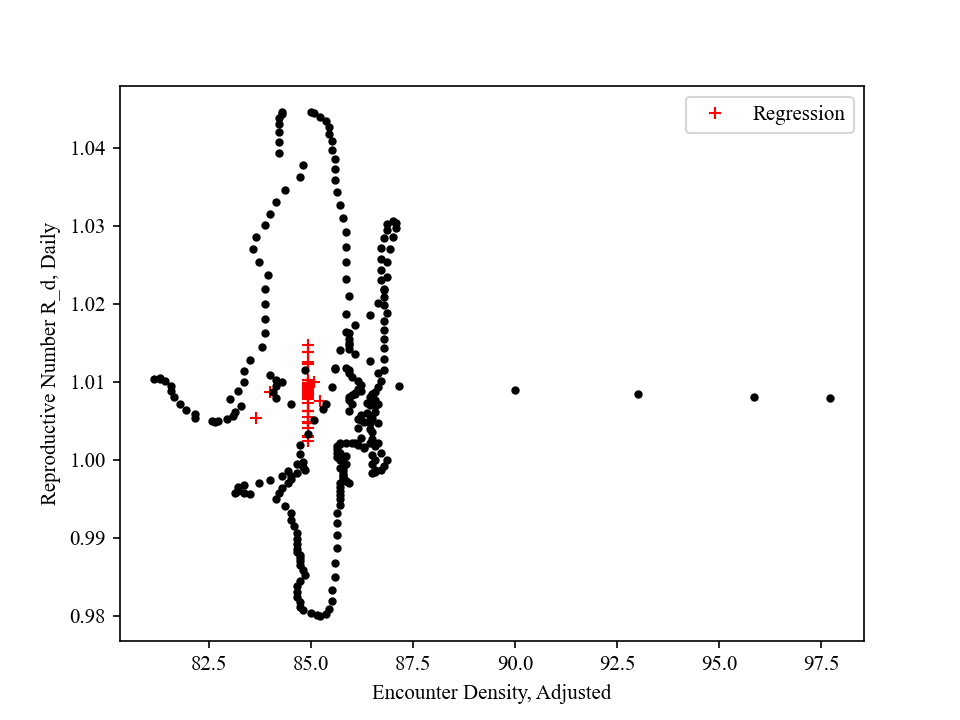 Regression
1.04
1.03
1.02
1.01
1.00
0.99
0.98
Reproductive Number R_d, Daily
82.5 85.0 87.5 90.0 92.5 95.0 97.5
Encounter Density, Adjusted